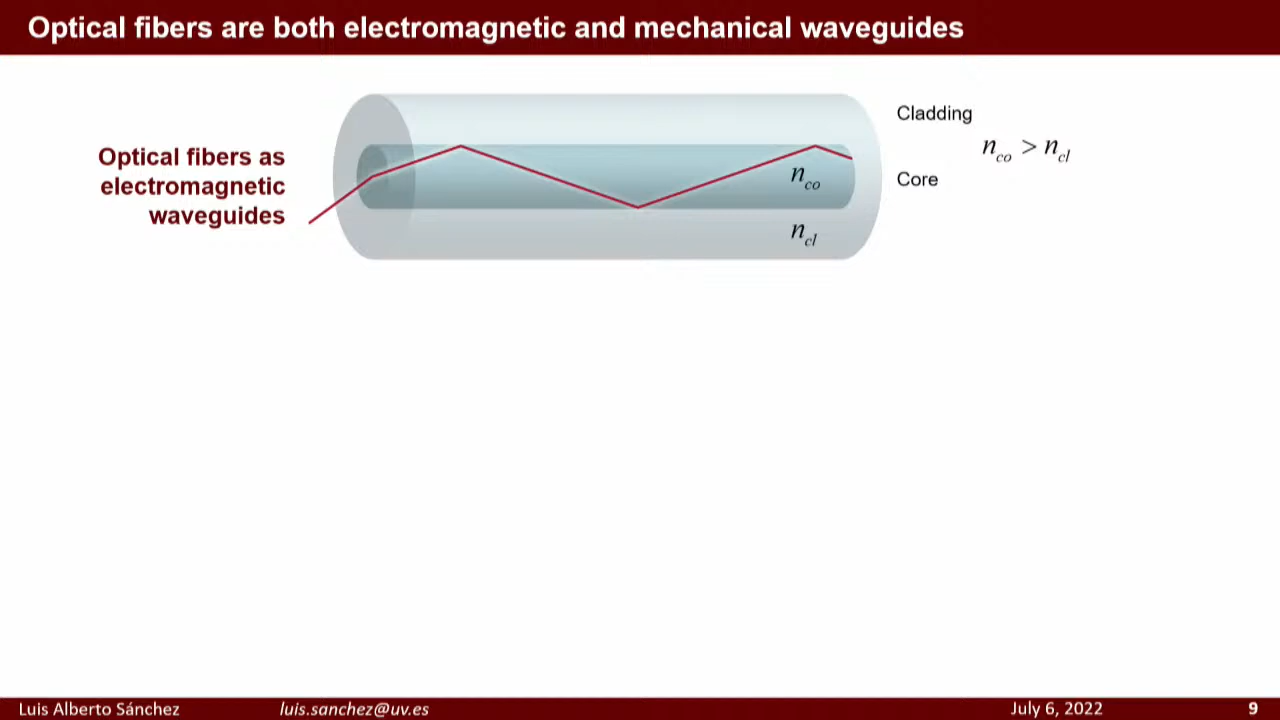 Optical fibers are both electromagnetic and mechanical waveguides
Optical fibers as
electromagnetic
waveguides
Cladding
n_co > n_cl
Core
n_co
n_cl
Luis Alberto Sánchez luis.sanchez@uv.es July 6, 2022 9